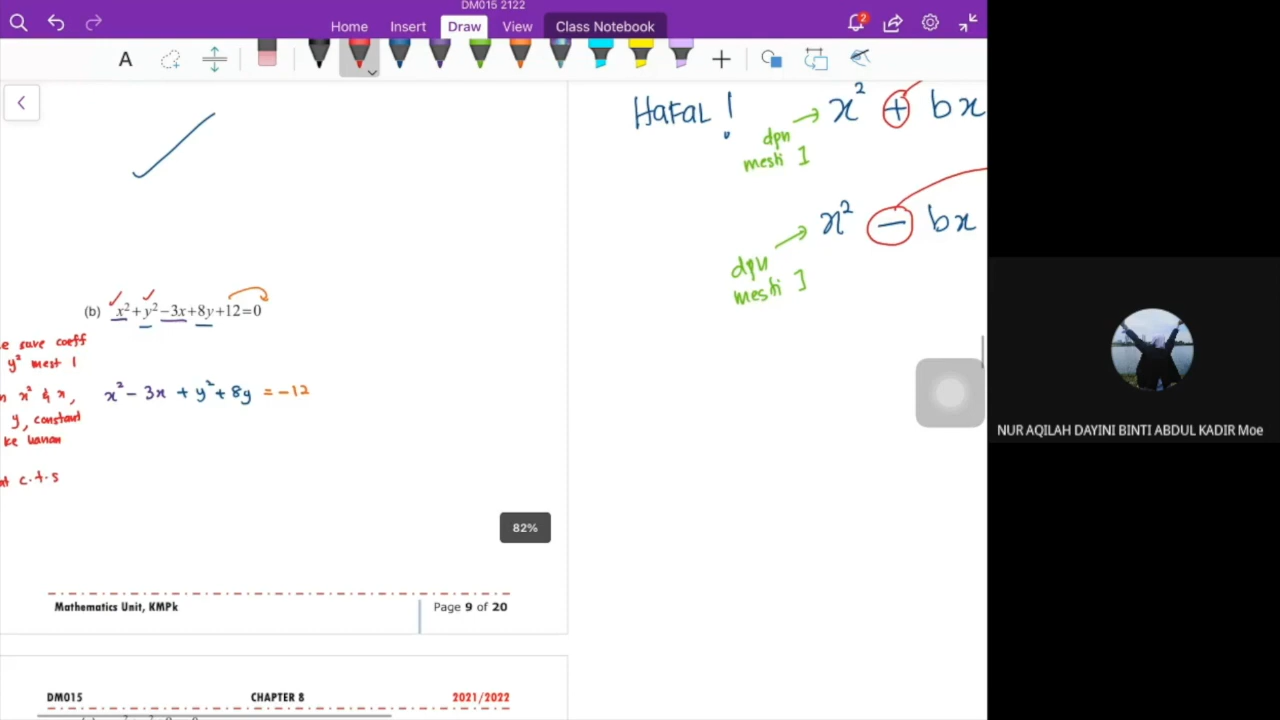 DM015 2122
Home Insert Draw View Class Notebook
2
A
HAFAL !
dpn
mesti 1
x² + bx
x² − bx
dpn
mesti 1
(b) x² + y² −3x+8y+12=0
save coeff
y² mest 1
x² & x,
y, constant
ke kanan
c.t.s
x² − 3x + y² + 8y = −12
82%
Mathematics Unit, KMPk Page 9 of 20
DM015 CHAPTER 8 2021/2022
NUR AQILAH DAYINI BINTI ABDUL KADIR Moe